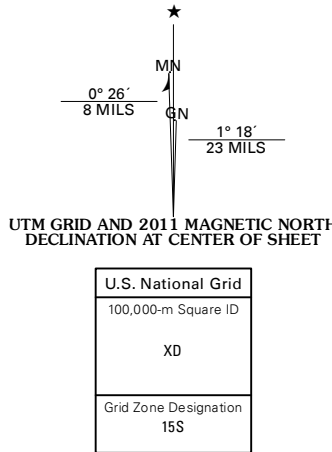 ★
MN
0° 26´
8 MILS
GN
1° 18´
23 MILS
UTM GRID AND 2011 MAGNETIC NORTH
DECLINATION AT CENTER OF SHEET
U.S. National Grid
100,000-m Square ID
XD
Grid Zone Designation
15S